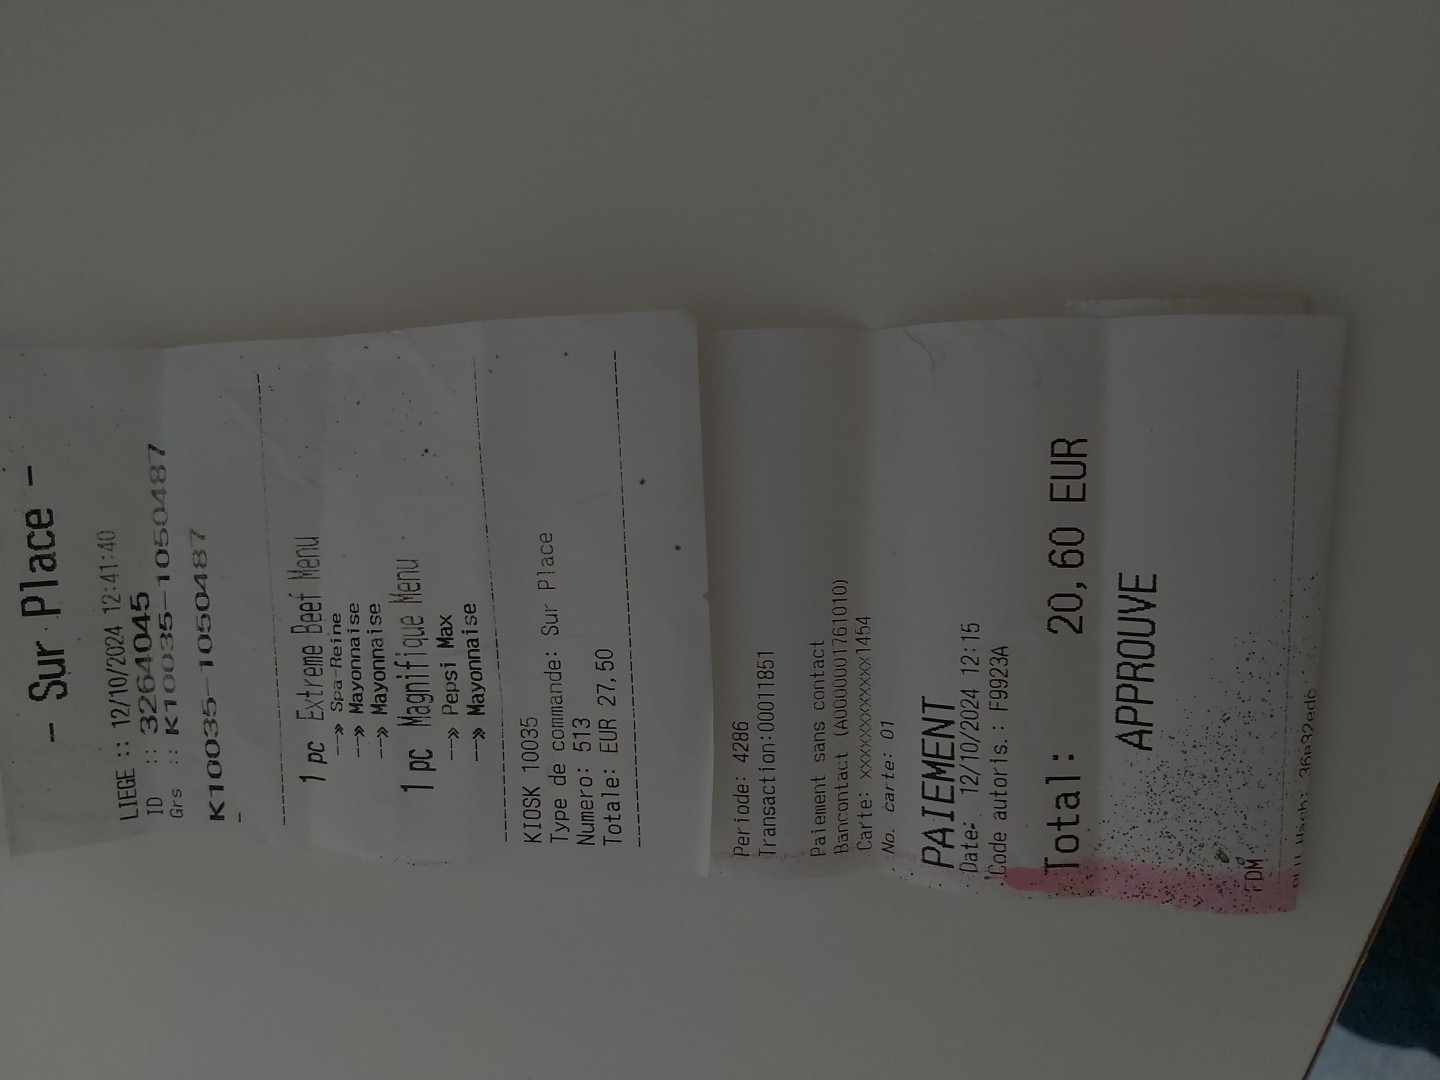 - Sur Place -
LIEGE :: 12/10/2024 12:41:40
ID :: 3264045
Grs :: K10035-1050487
K10035-1050487
1 pc Extreme Beef Menu
--» Spa-Reine
--» Mayonnaise
--» Mayonnaise
1 pc Magnifique Menu
--» Pepsi Max
--» Mayonnaise
KIOSK 10035
Type de commande: Sur Place
Numero: 513
Totale: EUR 27,50
Periode: 4286
Transaction:00011851
Paiement sans contact
Bancontact (A0000001761010)
Carte: xxxxxxxxxxxxx1454
No. carte: 01
PAIEMENT
Date: 12/10/2024 12:15
Code autoris.: F9923A
Total: 20,60 EUR
APPROUVE
FDM